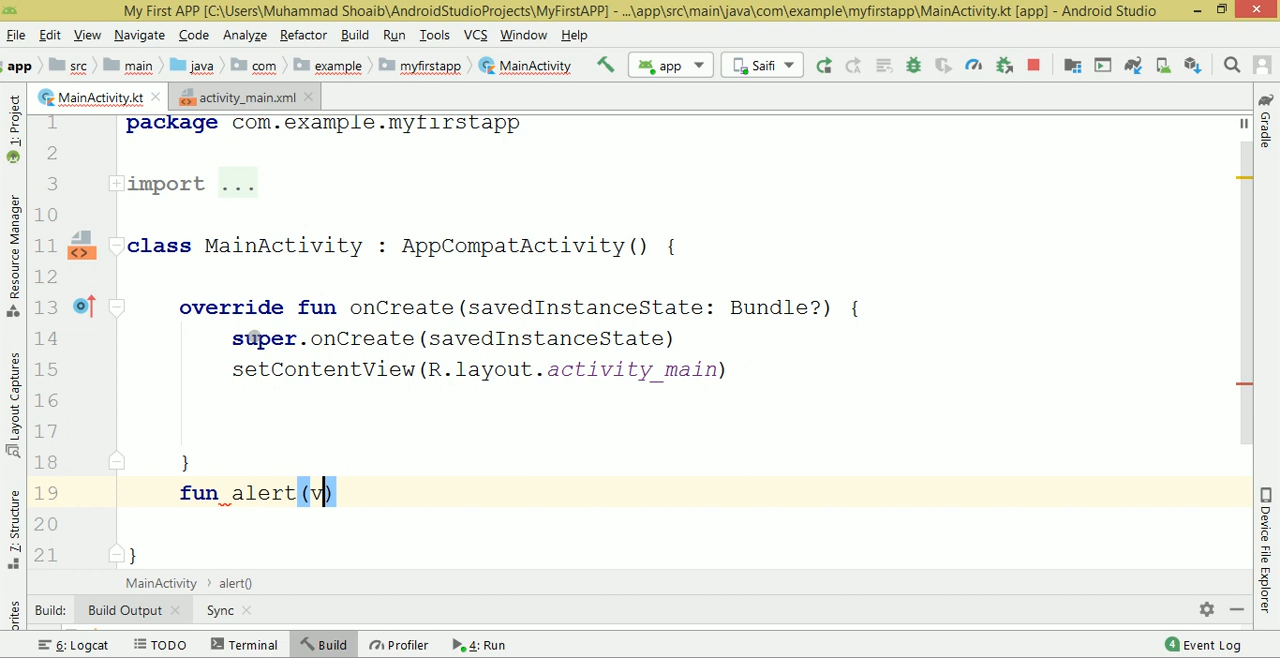 My First APP [C:\Users\Muhammad Shoaib\AndroidStudioProjects\MyFirstAPP] - ...\app\src\main\java\com\example\myfirstapp\MainActivity.kt [app] - Android Studio
File Edit View Navigate Code Analyze Refactor Build Run Tools VCS Window Help
app src main java com example myfirstapp MainActivity app Saifi
MainActivity.kt activity_main.xml
1 package com.example.myfirstapp
2
3 import ...
10
11 class MainActivity : AppCompatActivity() {
12
13 override fun onCreate(savedInstanceState: Bundle?) {
14 super.onCreate(savedInstanceState)
15 setContentView(R.layout.activity_main)
16
17
18 }
19 fun alert(v)
20
21 }
MainActivity › alert()
Build: Build Output Sync
6: Logcat TODO Terminal Build Profiler 4: Run 4 Event Log
1: Project
Resource Manager
Layout Captures
7: Structure
Gradle
Device File Explorer